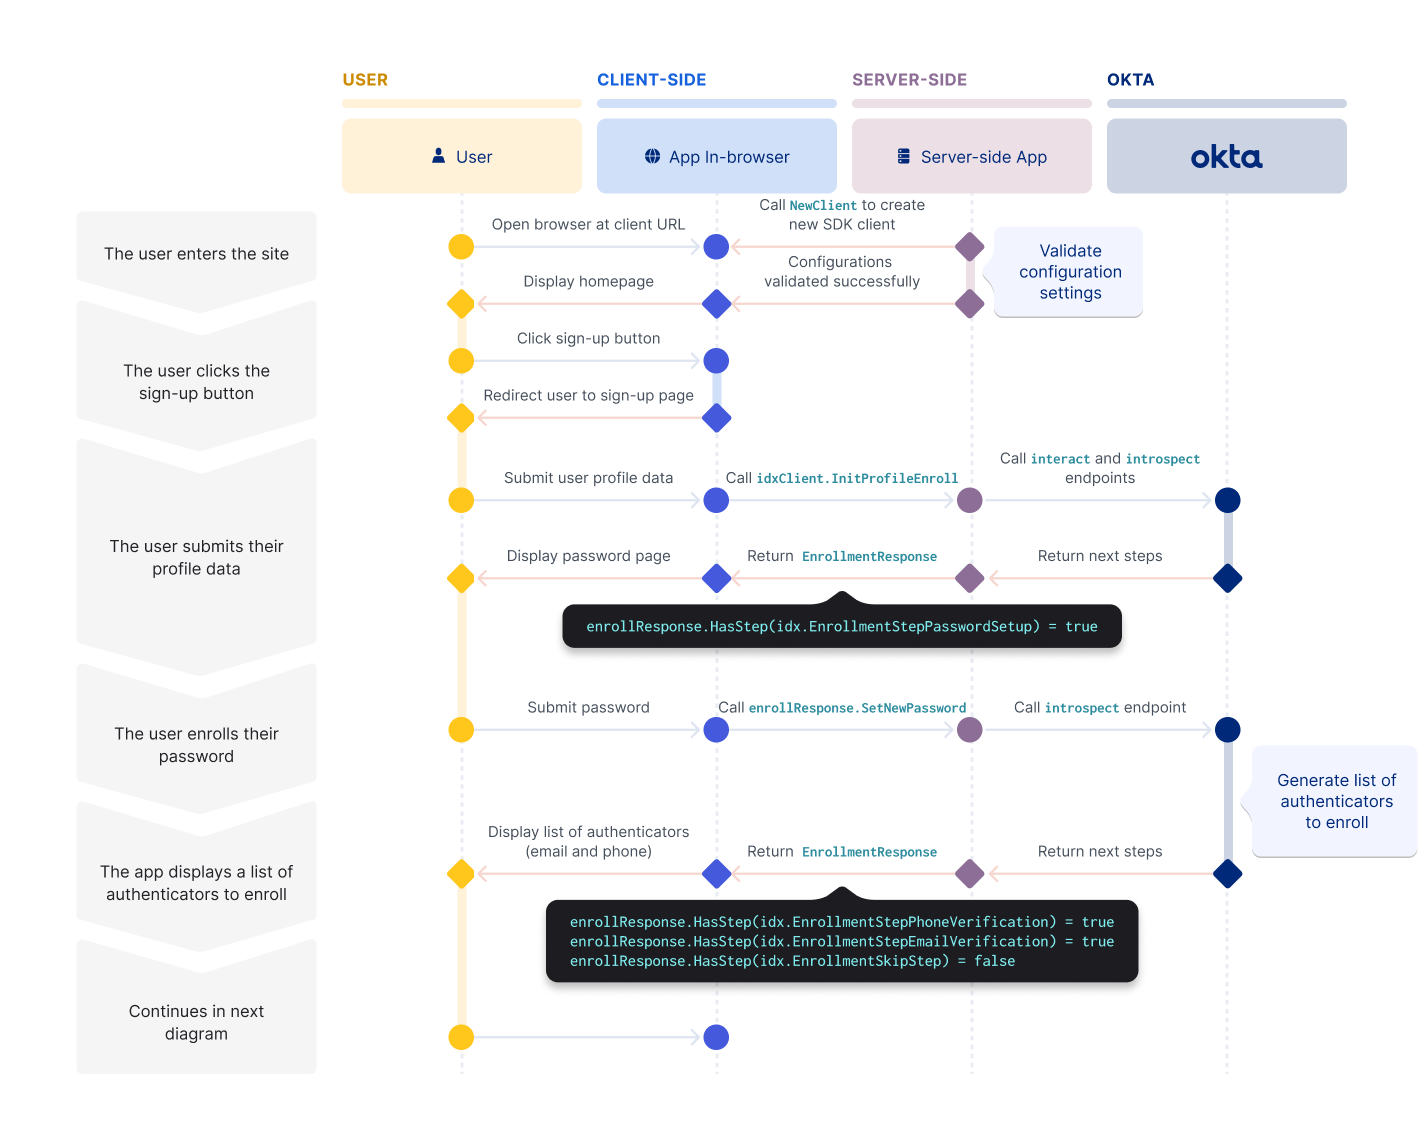 USER
CLIENT-SIDE
SERVER-SIDE
OKTA
User
App In-browser
Server-side App
okta
The user enters the site
Open browser at client URL
Call NewClient to create
new SDK client
Validate
configuration
settings
Display homepage
Configurations
validated successfully
The user clicks the
sign-up button
Click sign-up button
Redirect user to sign-up page
The user submits their
profile data
Submit user profile data
Call idxClient.InitProfileEnroll
Call interact and introspect
endpoints
Display password page
Return EnrollmentResponse
Return next steps
enrollResponse.HasStep(idx.EnrollmentStepPasswordSetup) = true
The user enrolls their
password
Submit password
Call enrollResponse.SetNewPassword
Call introspect endpoint
Generate list of
authenticators
to enroll
The app displays a list of
authenticators to enroll
Display list of authenticators
(email and phone)
Return EnrollmentResponse
Return next steps
enrollResponse.HasStep(idx.EnrollmentStepPhoneVerification) = true
enrollResponse.HasStep(idx.EnrollmentStepEmailVerification) = true
enrollResponse.HasStep(idx.EnrollmentSkipStep) = false
Continues in next
diagram